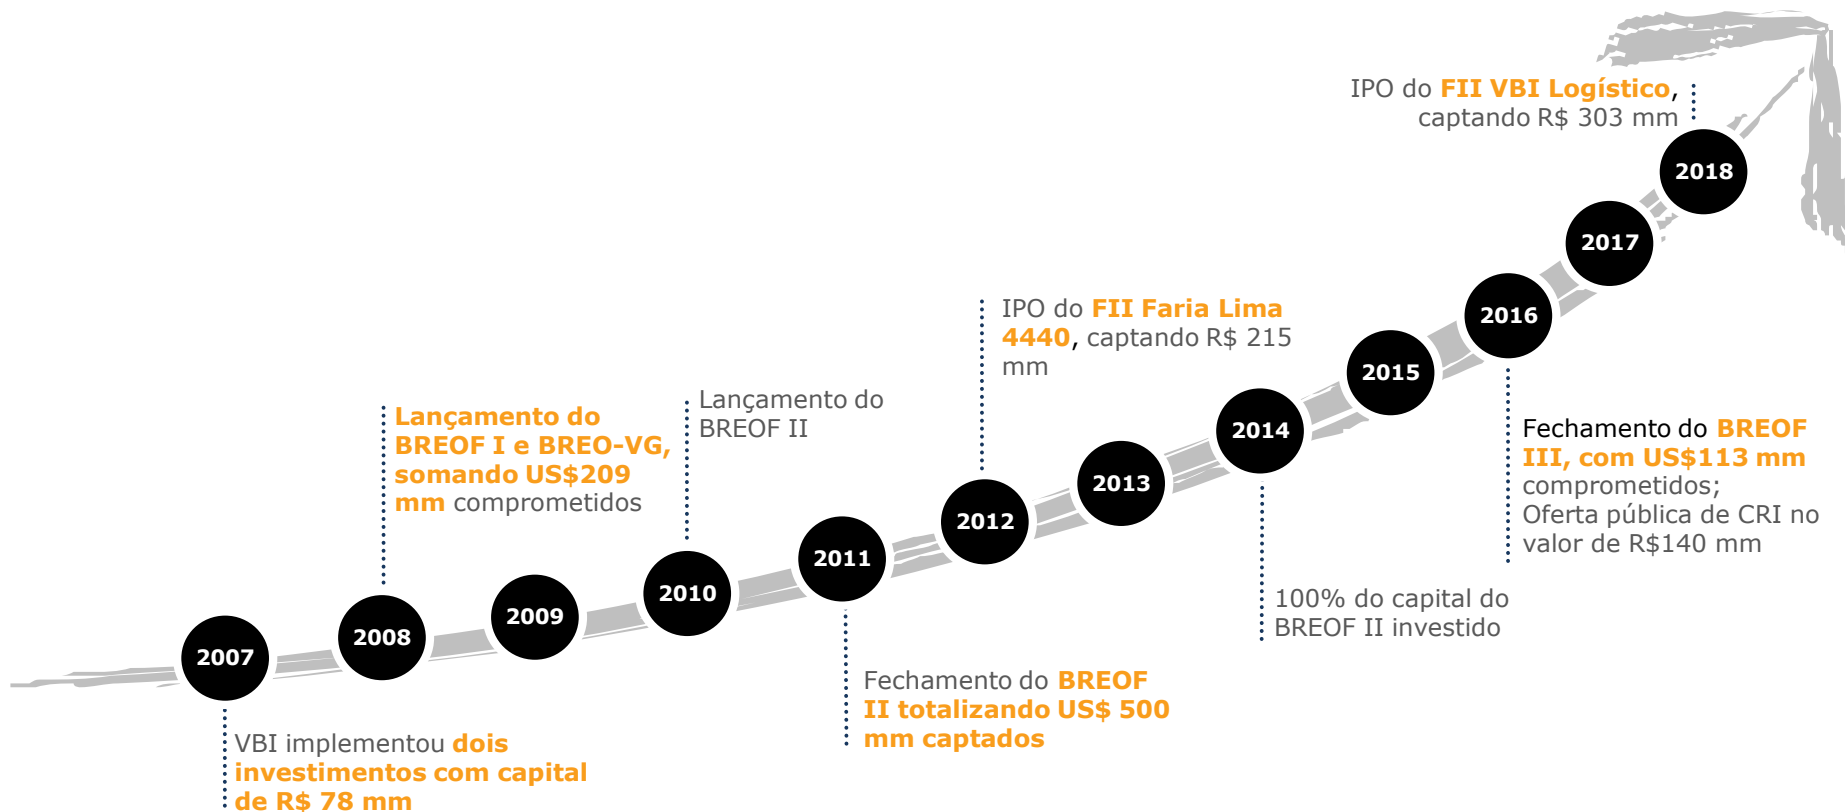 IPO do FII VBI Logístico,
captando R$ 303 mm
2018
2017
2016
IPO do FII Faria Lima
4440, captando R$ 215
mm
2015
Lançamento do
BREOF II
Lançamento do
BREOF I e BREO-VG,
somando US$209
mm comprometidos
2014
Fechamento do BREOF
III, com US$113 mm
comprometidos;
Oferta pública de CRI no
valor de R$140 mm
2013
2012
2011
2010
2009
2008
2007
100% do capital do
BREOF II investido
Fechamento do BREOF
II totalizando US$ 500
mm captados
VBI implementou dois
investimentos com capital
de R$ 78 mm